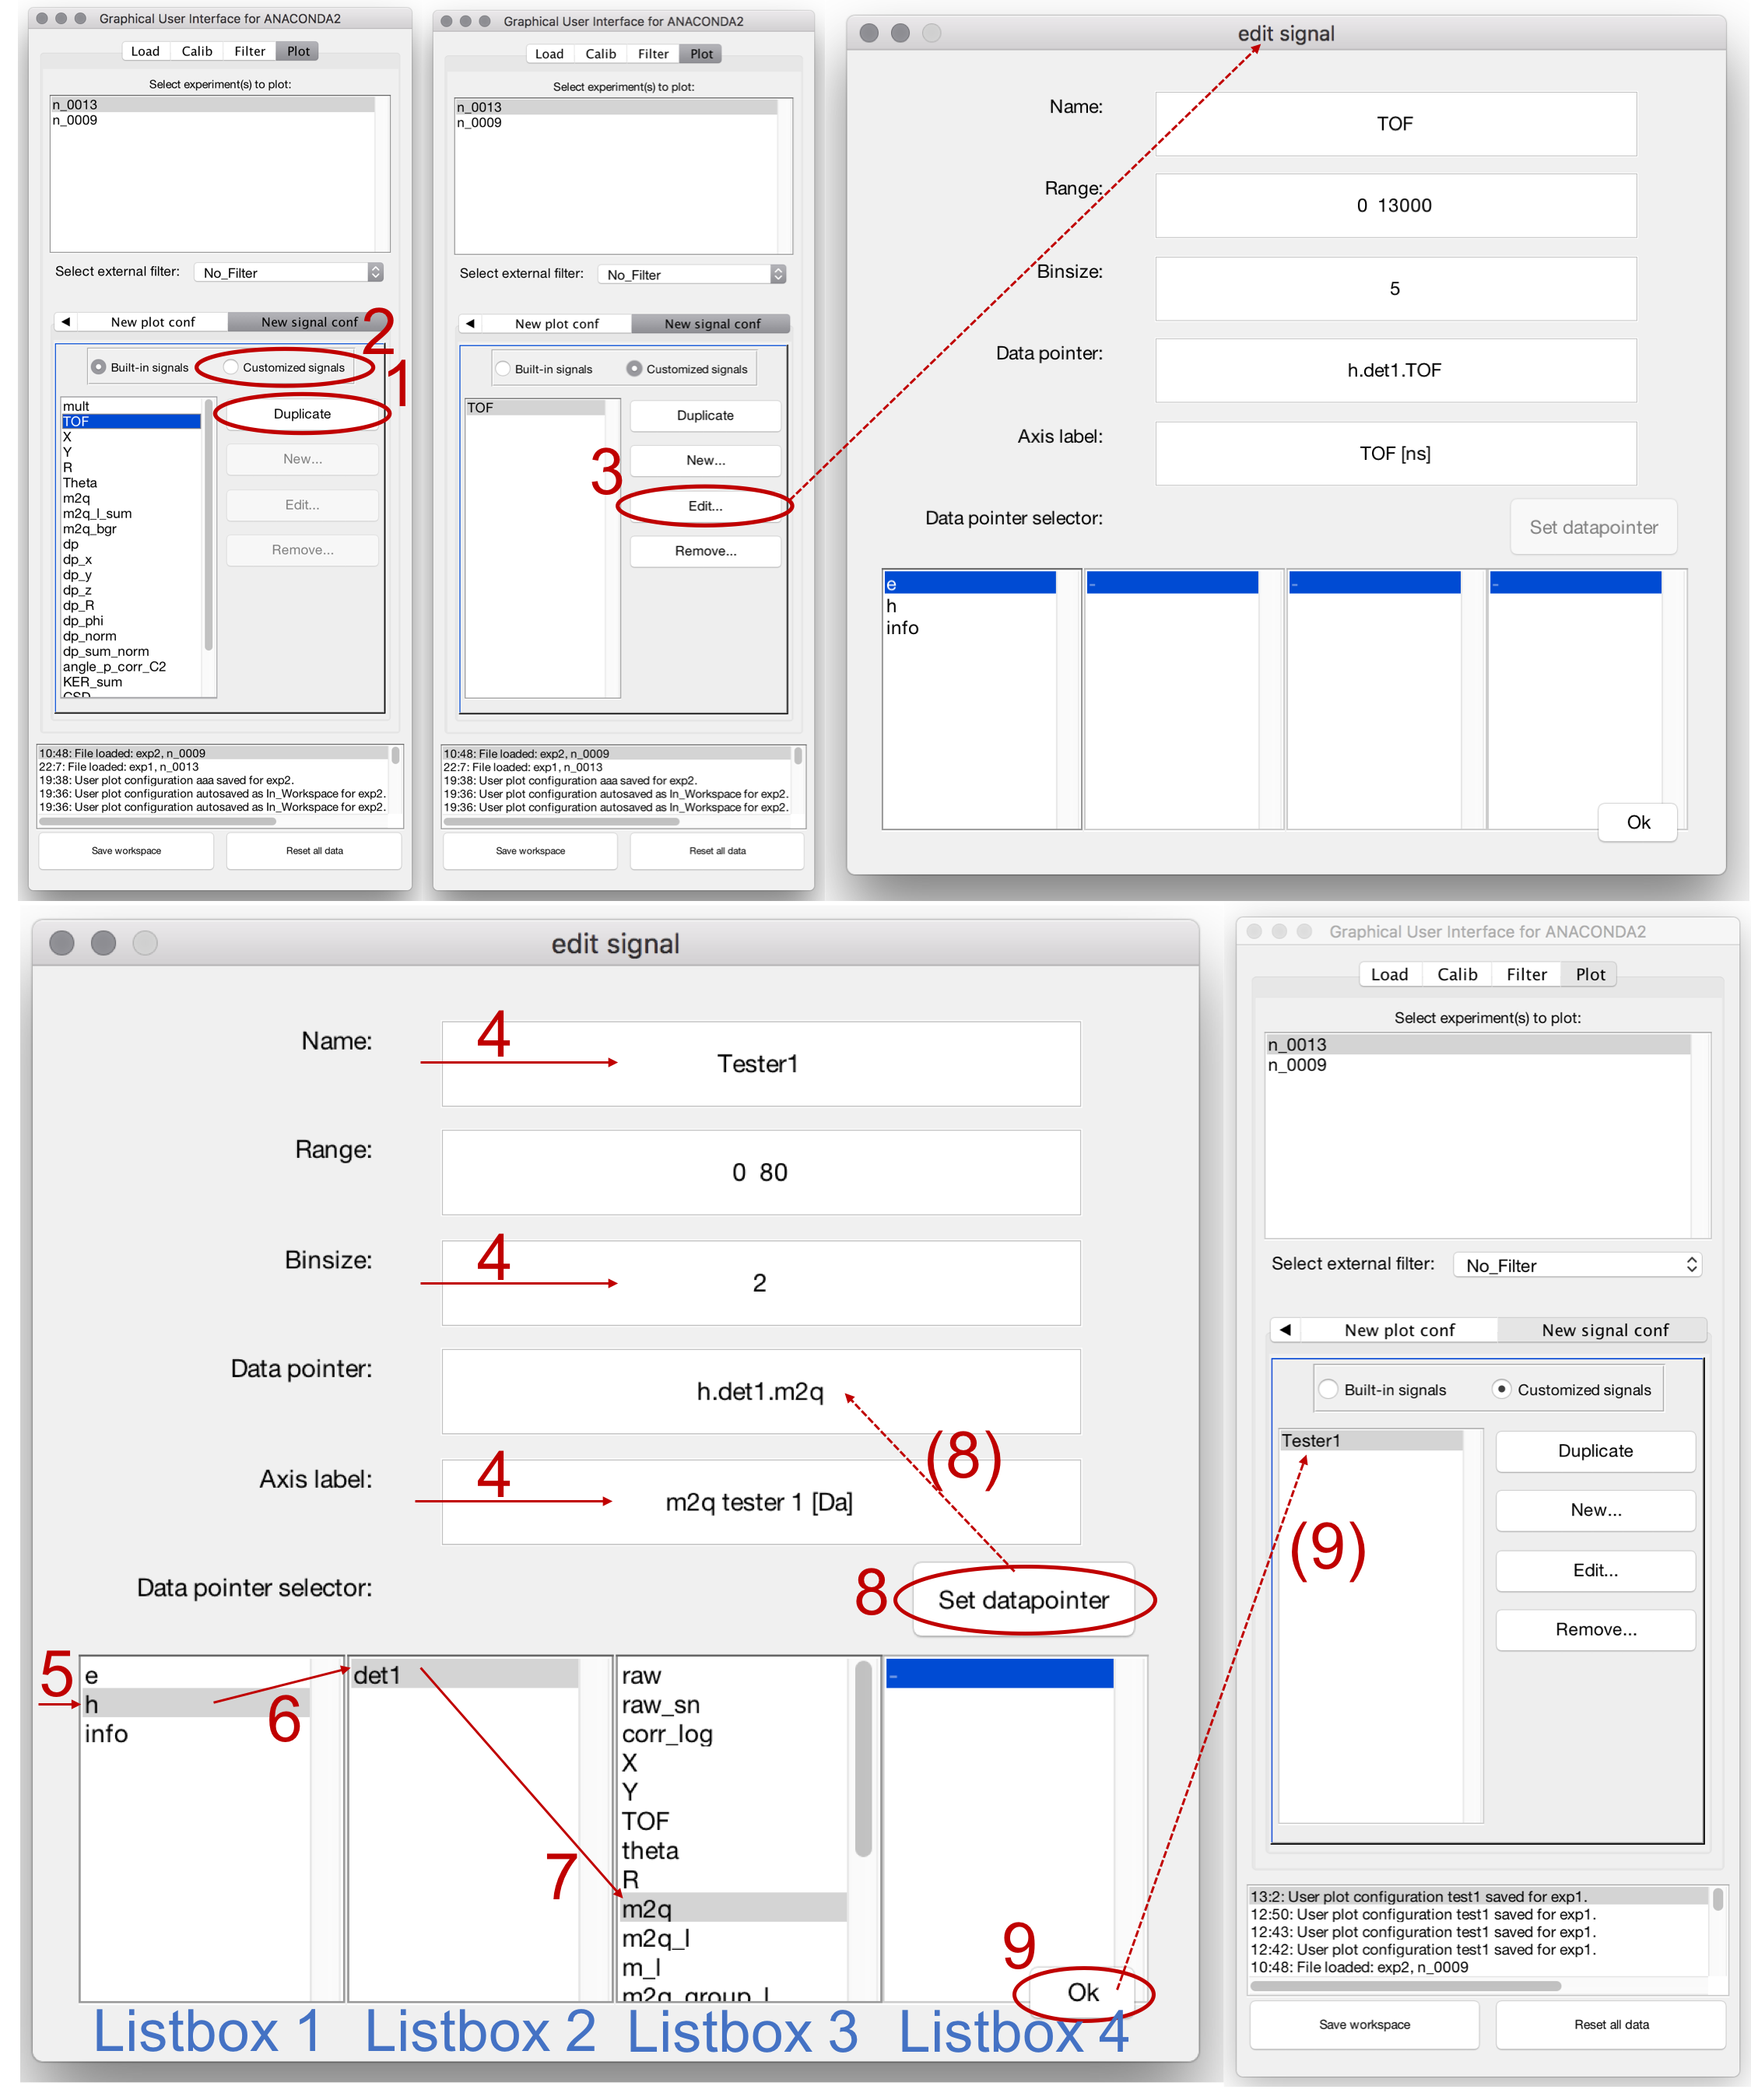 Graphical User Interface for ANACONDA2
Load Calib Filter Plot
Select experiment(s) to plot:
n_0013
n_0009
Select external filter: No_Filter
New plot conf New signal conf
2
Built-in signals Customized signals
1
mult
TOF
X
Y
R
Theta
m2q
m2q_l_sum
m2q_bgr
dp
dp_x
dp_y
dp_z
dp_R
dp_phi
dp_norm
dp_sum_norm
angle_p_corr_C2
KER_sum
CSD
Duplicate
New...
Edit...
Remove...
10:48: File loaded: exp2, n_0009
22:7: File loaded: exp1, n_0013
19:38: User plot configuration aaa saved for exp2.
19:36: User plot configuration autosaved as In_Workspace for exp2.
19:36: User plot configuration autosaved as In_Workspace for exp2.
Save workspace Reset all data
Graphical User Interface for ANACONDA2
Load Calib Filter Plot
Select experiment(s) to plot:
n_0013
n_0009
Select external filter: No_Filter
New plot conf New signal conf
Built-in signals Customized signals
TOF
Duplicate
New...
3
Edit...
Remove...
10:48: File loaded: exp2, n_0009
22:7: File loaded: exp1, n_0013
19:38: User plot configuration aaa saved for exp2.
19:36: User plot configuration autosaved as In_Workspace for exp2.
19:36: User plot configuration autosaved as In_Workspace for exp2.
Save workspace Reset all data
edit signal
Name: TOF
Range: 0 13000
Binsize: 5
Data pointer: h.det1.TOF
Axis label: TOF [ns]
Data pointer selector: Set datapointer
e - - -
h
info
Ok
edit signal
Name: 4 Tester1
Range: 0 80
Binsize: 4 2
Data pointer: h.det1.m2q
(8)
Axis label: 4 m2q tester 1 [Da]
Data pointer selector: 8 Set datapointer
5
e
h
info
6
det1
7
raw
raw_sn
corr_log
X
Y
TOF
theta
R
m2q
m2q_l
m_l
m2q_group_l
-
9
Ok
Listbox 1 Listbox 2 Listbox 3 Listbox 4
Graphical User Interface for ANACONDA2
Load Calib Filter Plot
Select experiment(s) to plot:
n_0013
n_0009
Select external filter: No_Filter
New plot conf New signal conf
Built-in signals Customized signals
Tester1
(9)
Duplicate
New...
Edit...
Remove...
13:2: User plot configuration test1 saved for exp1.
12:50: User plot configuration test1 saved for exp1.
12:43: User plot configuration test1 saved for exp1.
12:42: User plot configuration test1 saved for exp1.
10:48: File loaded: exp2, n_0009
Save workspace Reset all data